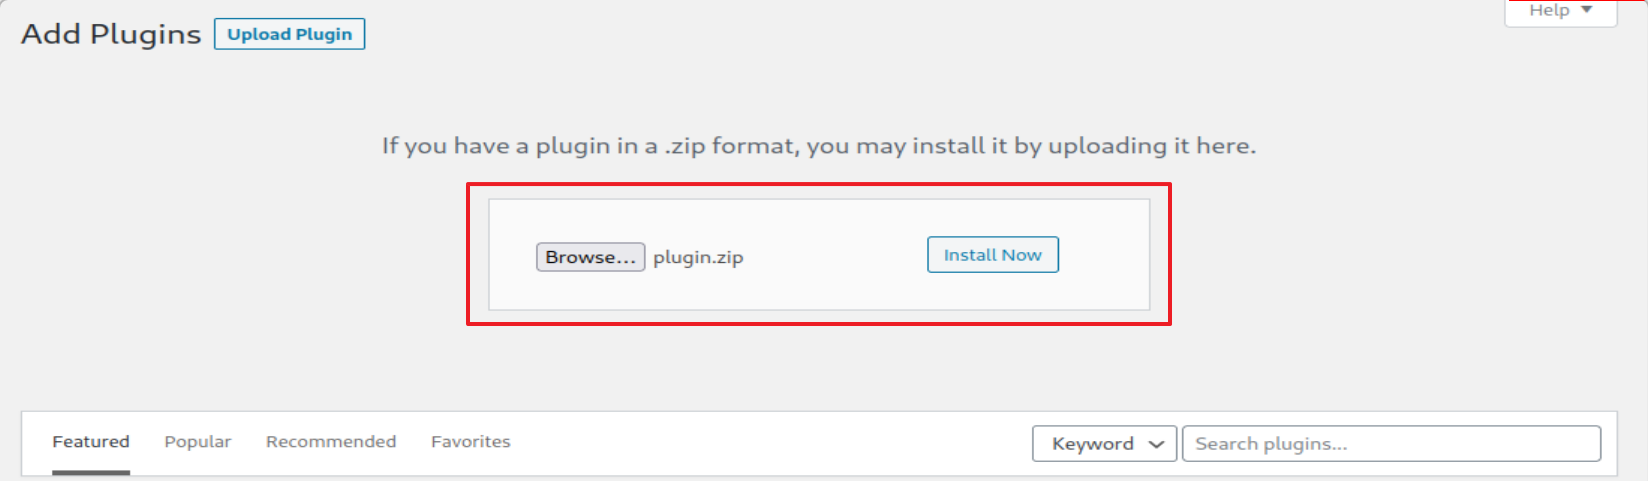 Help
Add Plugins Upload Plugin
If you have a plugin in a .zip format, you may install it by uploading it here.
Browse... plugin.zip Install Now
Featured Popular Recommended Favorites Keyword Search plugins...